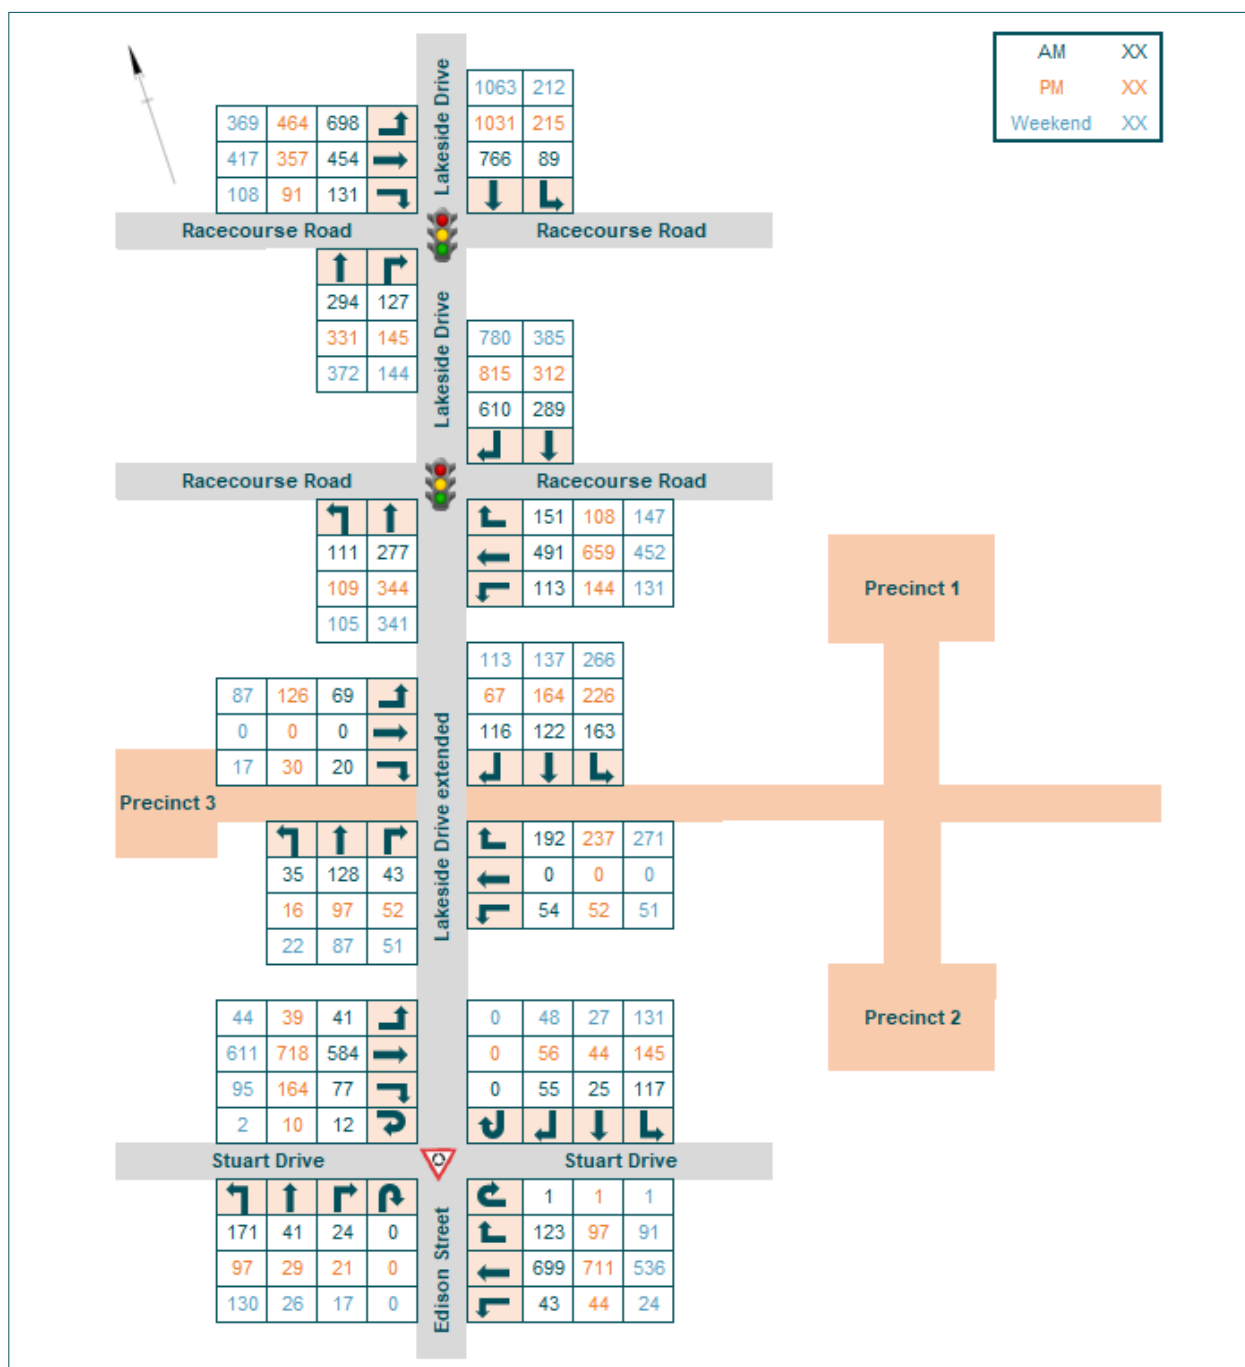 AM XX
PM XX
Weekend XX
Lakeside Drive
1063 212
1031 215
766 89
369 464 698
417 357 454
108 91 131
Racecourse Road Racecourse Road
294 127
331 145
372 144
Lakeside Drive
780 385
815 312
610 289
Racecourse Road Racecourse Road
111 277
109 344
105 341
151 108 147
491 659 452
113 144 131
Precinct 1
113 137 266
67 164 226
116 122 163
87 126 69
0 0 0
17 30 20
Lakeside Drive extended
Precinct 3
35 128 43
16 97 52
22 87 51
192 237 271
0 0 0
54 52 51
Precinct 2
44 39 41
611 718 584
95 164 77
2 10 12
0 48 27 131
0 56 44 145
0 55 25 117
Stuart Drive Stuart Drive
171 41 24 0
97 29 21 0
130 26 17 0
Edison Street
1 1 1
123 97 91
699 711 536
43 44 24